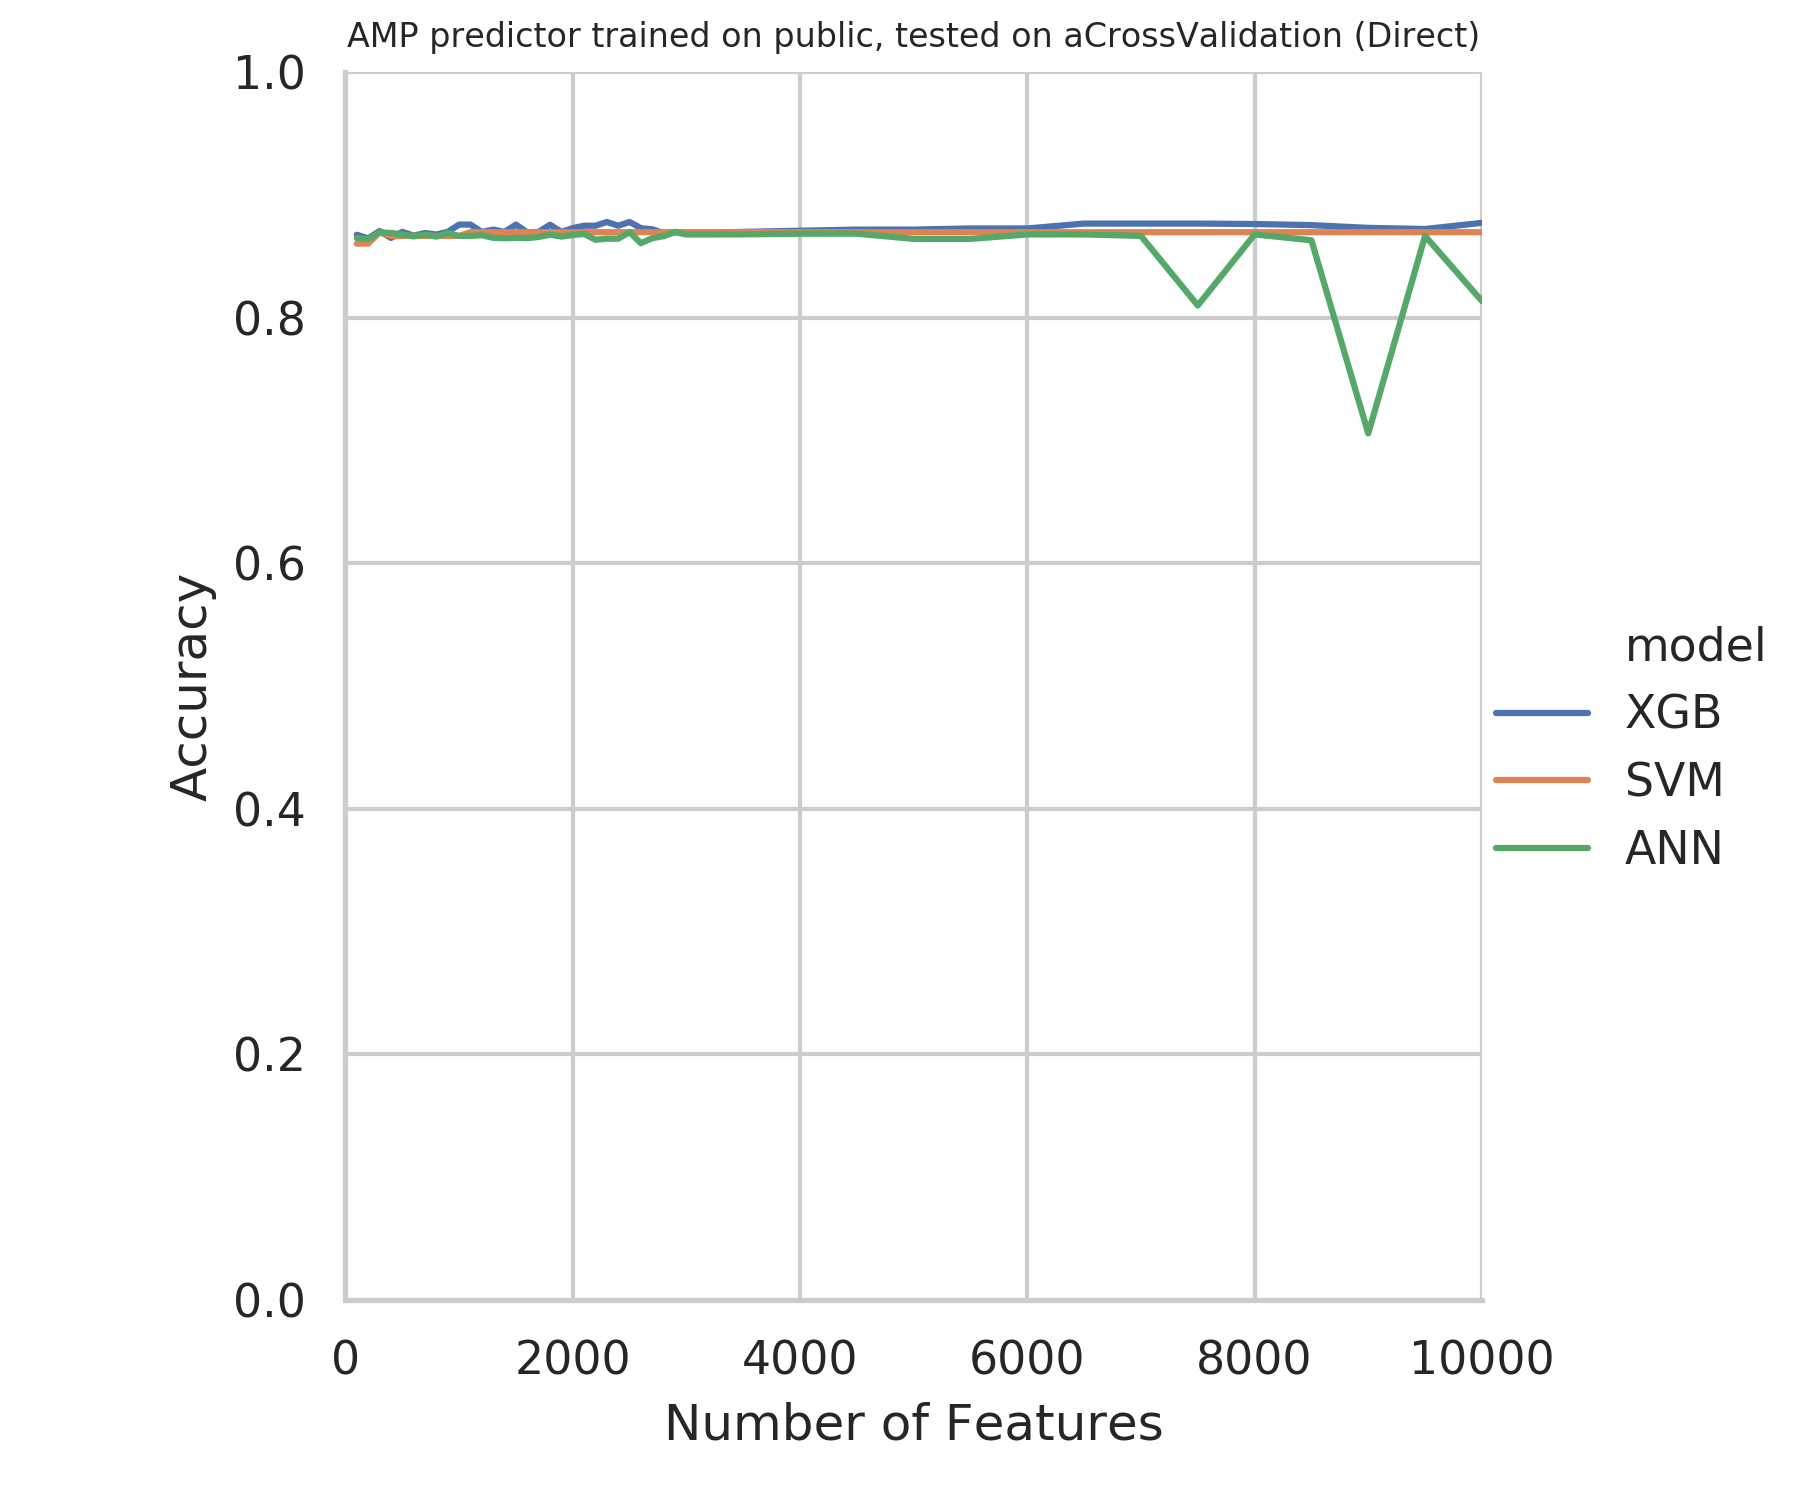 AMP predictor trained on public, tested on aCrossValidation (Direct)
1.0
0.8
0.6
0.4
0.2
0.0
Accuracy
0 2000 4000 6000 8000 10000
Number of Features
model
XGB
SVM
ANN